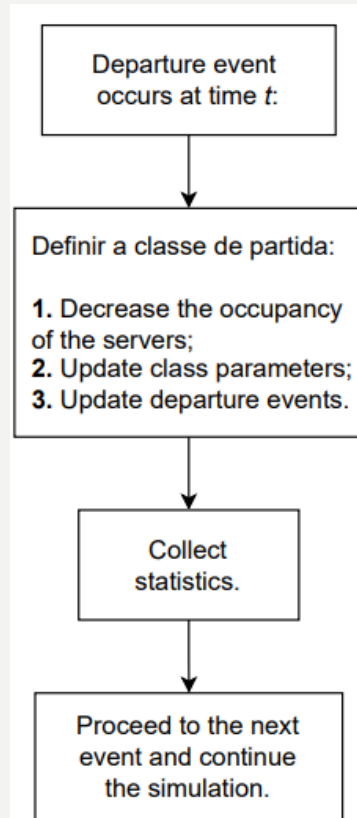 Departure event
occurs at time t:
Definir a classe de partida:
1. Decrease the occupancy
of the servers;
2. Update class parameters;
3. Update departure events.
Collect
statistics.
Proceed to the next
event and continue
the simulation.